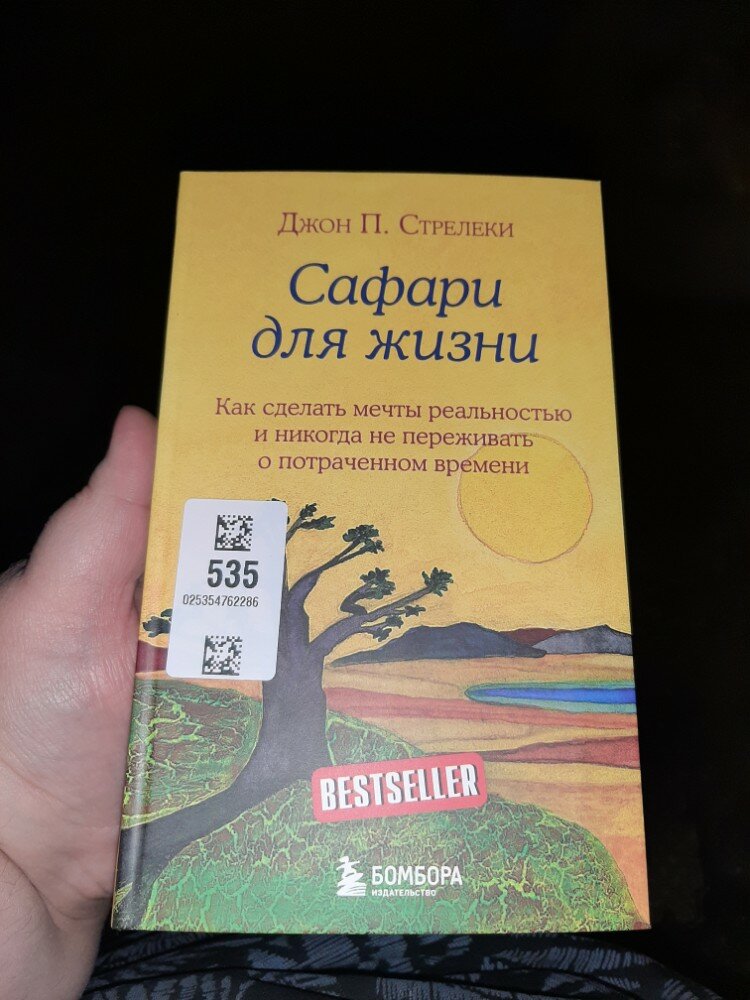 Джон П. Стрелеки
Сафари
для жизни
Как сделать мечты реальностью
и никогда не переживать
о потраченном времени
535
025354762286
BESTSELLER
БОМБОРА
ИЗДАТЕЛЬСТВО